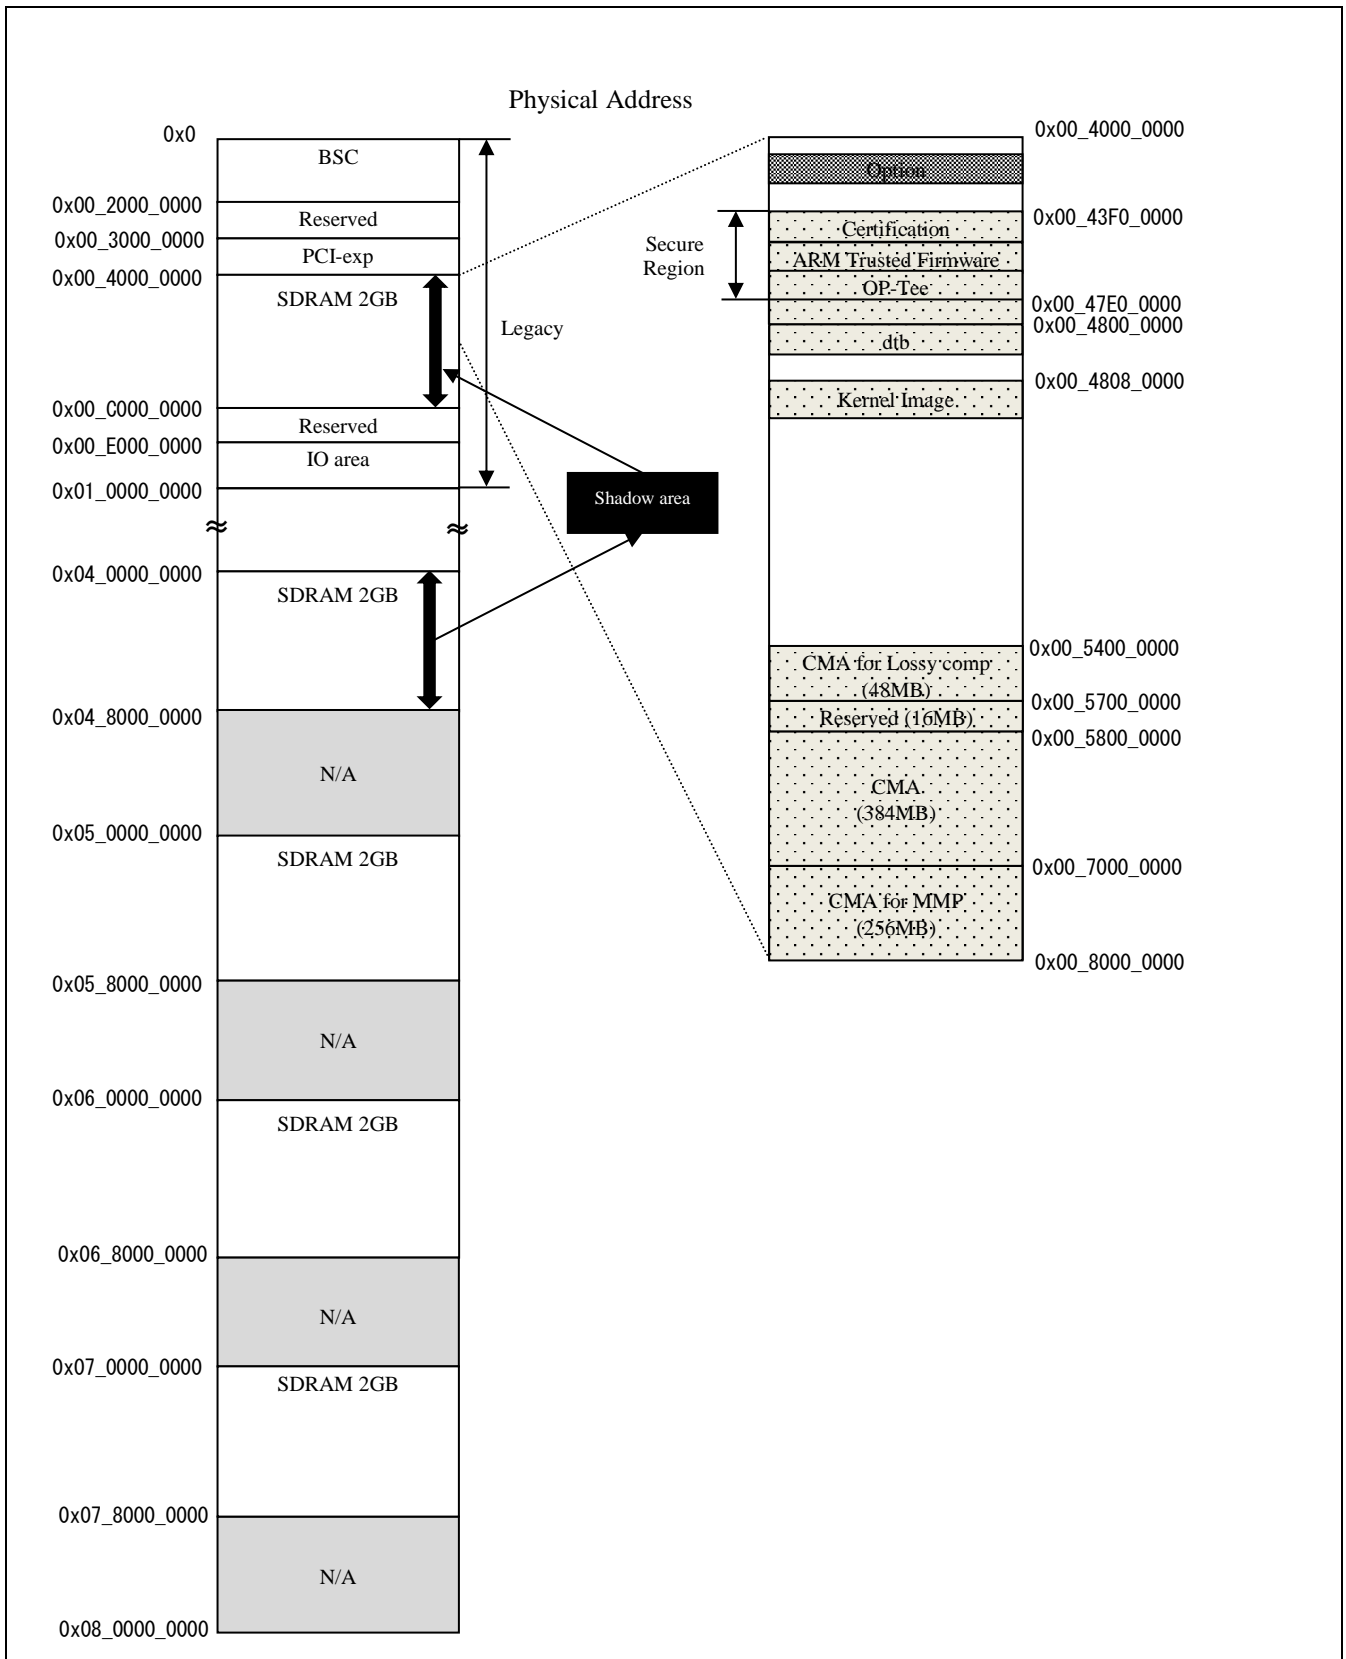 Physical Address
0x0
BSC
0x00_2000_0000
Reserved
0x00_3000_0000
PCI-exp
0x00_4000_0000
SDRAM 2GB
Legacy
0x00_C000_0000
Reserved
0x00_E000_0000
IO area
0x01_0000_0000
Shadow area
0x04_0000_0000
SDRAM 2GB
0x04_8000_0000
N/A
0x05_0000_0000
SDRAM 2GB
0x05_8000_0000
N/A
0x06_0000_0000
SDRAM 2GB
0x06_8000_0000
N/A
0x07_0000_0000
SDRAM 2GB
0x07_8000_0000
N/A
0x08_0000_0000
0x00_4000_0000
Option
0x00_43F0_0000
Secure
Region
Certification
ARM Trusted Firmware
OP-Tee
0x00_47E0_0000
0x00_4800_0000
dtb
0x00_4808_0000
Kernel Image
0x00_5400_0000
CMA for Lossy comp
(48MB)
0x00_5700_0000
Reserved (16MB)
0x00_5800_0000
CMA
(384MB)
0x00_7000_0000
CMA for MMP
(256MB)
0x00_8000_0000